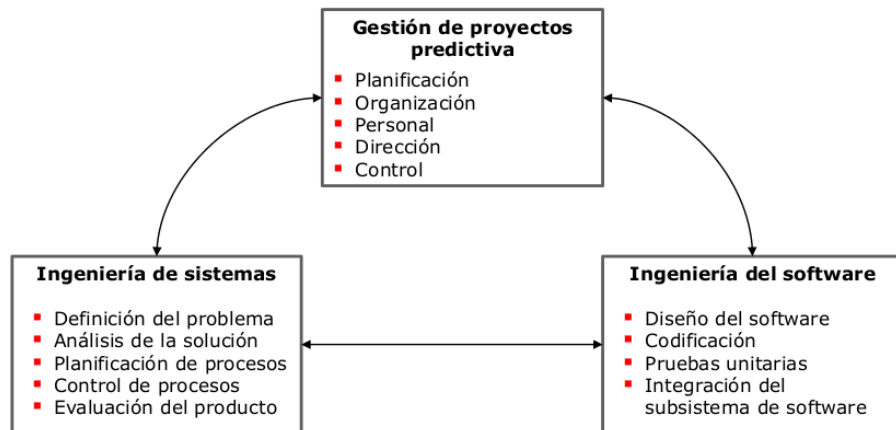 Gestión de proyectos
predictiva
Planificación
Organización
Personal
Dirección
Control
Ingeniería de sistemas
Definición del problema
Análisis de la solución
Planificación de procesos
Control de procesos
Evaluación del producto
Ingeniería del software
Diseño del software
Codificación
Pruebas unitarias
Integración del
subsistema de software